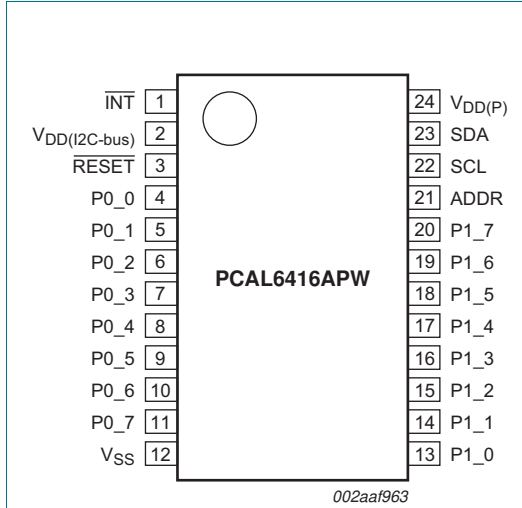 INT 1 24 VDD(P)
VDD(I2C-bus) 2 23 SDA
RESET 3 22 SCL
P0_0 4 21 ADDR
P0_1 5 20 P1_7
P0_2 6 19 P1_6
PCAL6416APW
P0_3 7 18 P1_5
P0_4 8 17 P1_4
P0_5 9 16 P1_3
P0_6 10 15 P1_2
P0_7 11 14 P1_1
VSS 12 13 P1_0
002aaf963